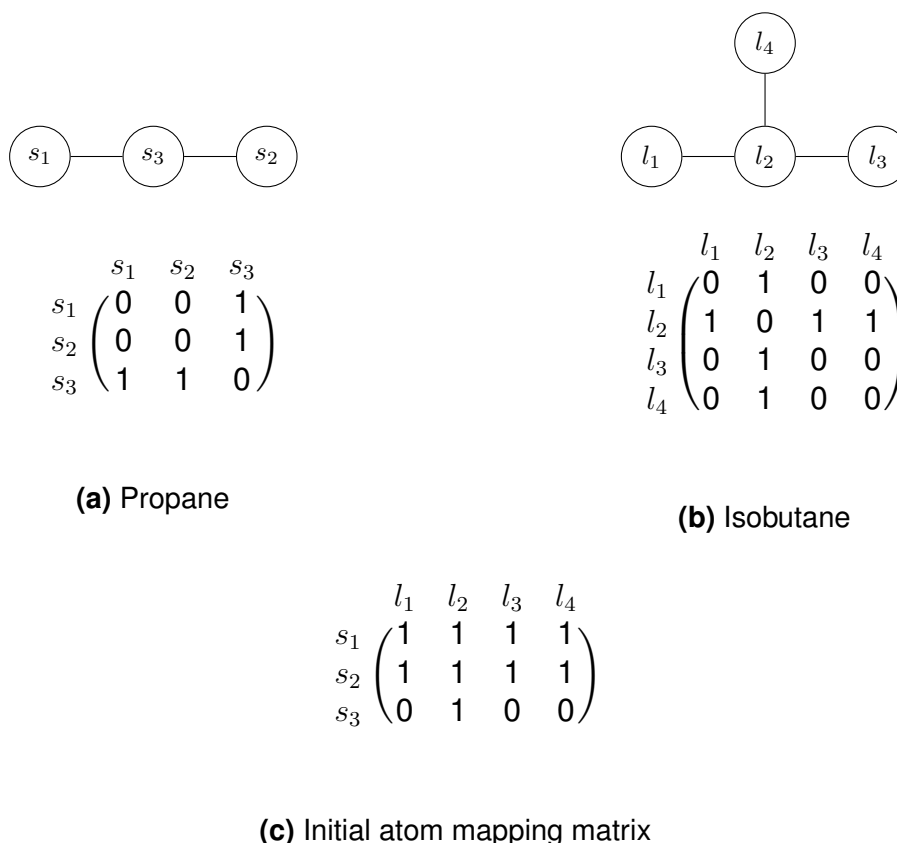 l₄
s₁ s₃ s₂
l₁ l₂ l₃
s₁ s₂ s₃
s₁ 0 0 1
s₂ 0 0 1
s₃ 1 1 0
(a) Propane
l₁ l₂ l₃ l₄
l₁ 0 1 0 0
l₂ 1 0 1 1
l₃ 0 1 0 0
l₄ 0 1 0 0
(b) Isobutane
l₁ l₂ l₃ l₄
s₁ 1 1 1 1
s₂ 1 1 1 1
s₃ 0 1 0 0
(c) Initial atom mapping matrix